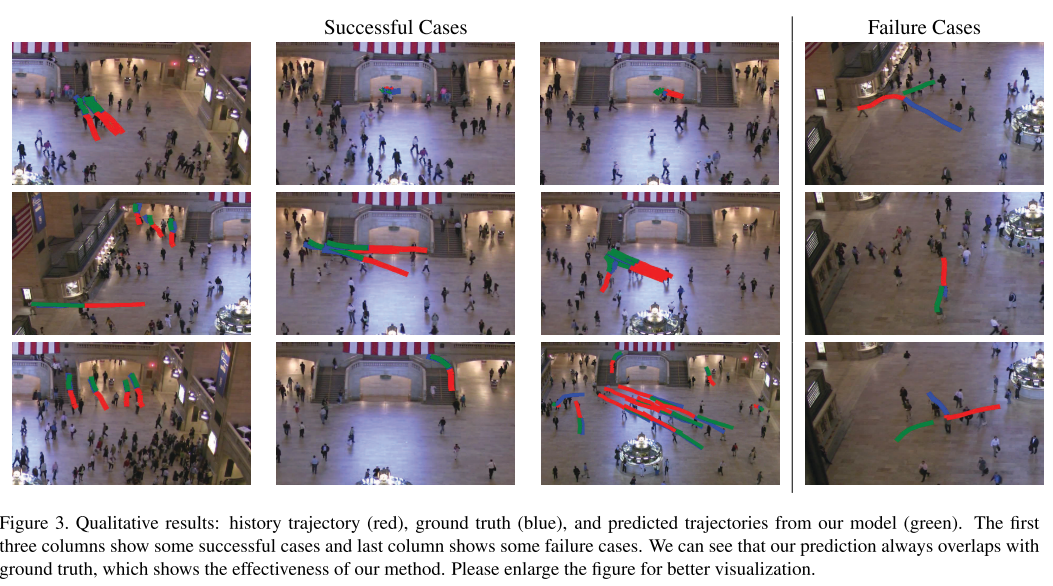 Successful Cases
Failure Cases
Figure 3. Qualitative results: history trajectory (red), ground truth (blue), and predicted trajectories from our model (green). The first
three columns show some successful cases and last column shows some failure cases. We can see that our prediction always overlaps with
ground truth, which shows the effectiveness of our method. Please enlarge the figure for better visualization.